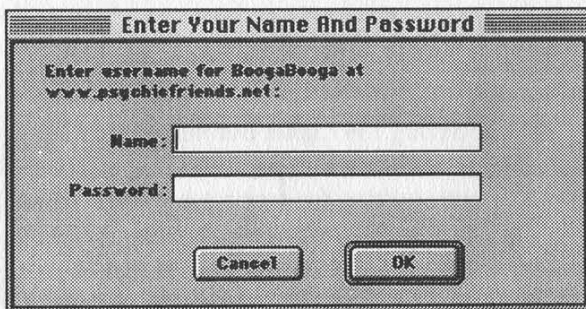 Enter Your Name And Password
Enter username for BoogaBooga at
www.psychicfriends.net:
Name:
Password:
Cancel
OK